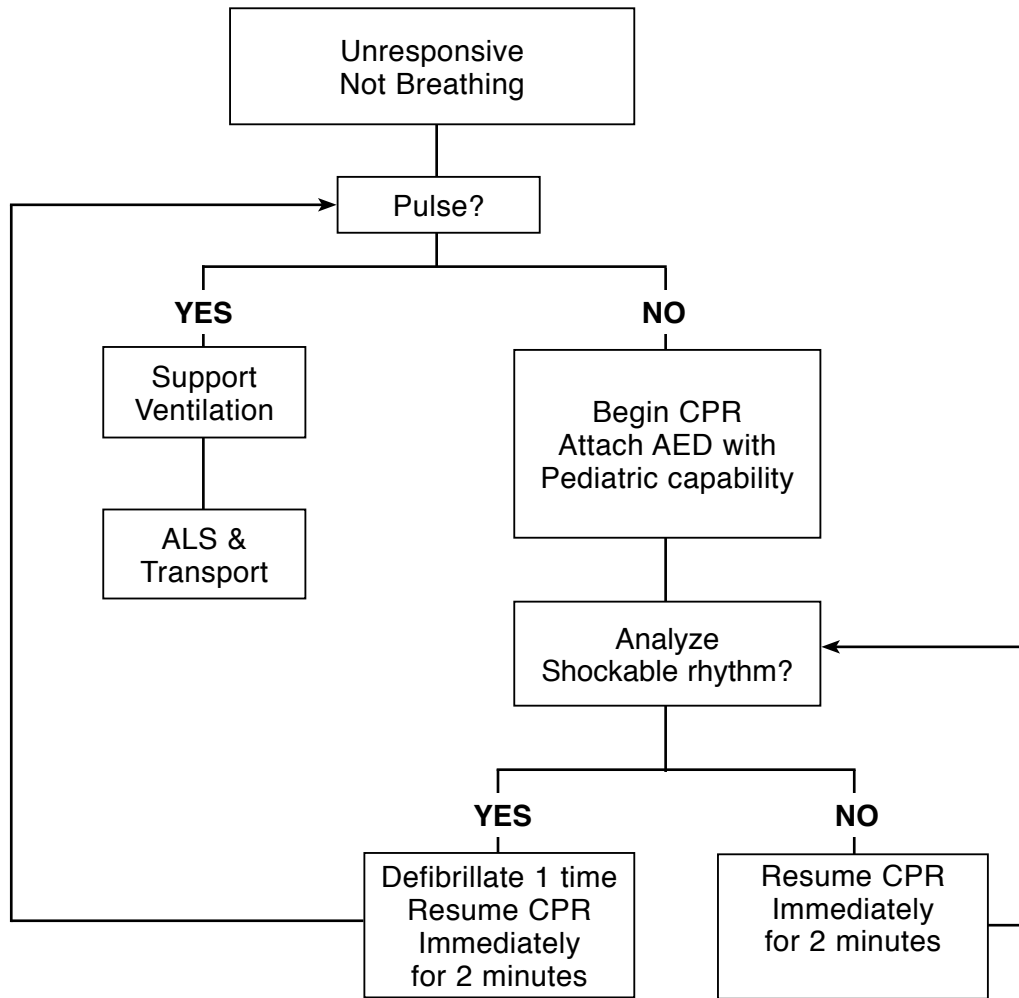 Unresponsive
Not Breathing
Pulse?
YES
NO
Support
Ventilation
Begin CPR
Attach AED with
Pediatric capability
ALS &
Transport
Analyze
Shockable rhythm?
YES
NO
Defibrillate 1 time
Resume CPR
Immediately
for 2 minutes
Resume CPR
Immediately
for 2 minutes